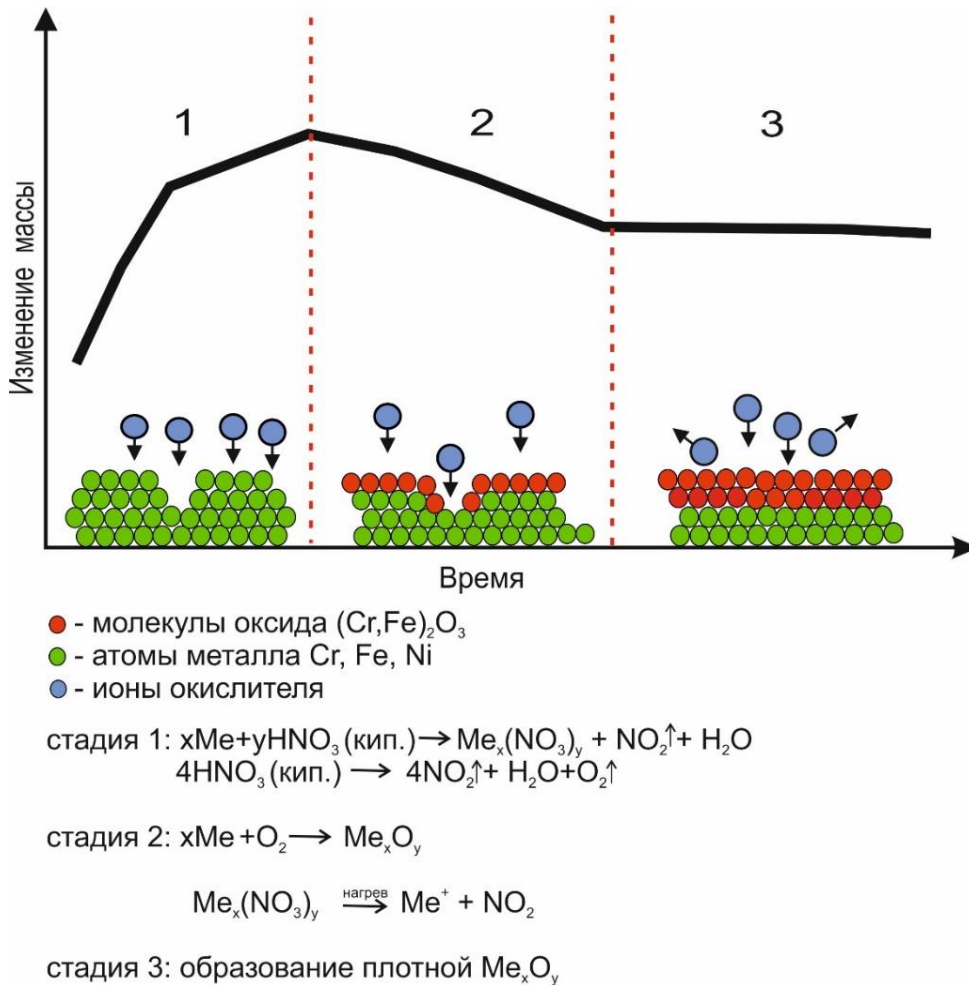 1
2
3
Изменение массы
Время
- молекулы оксида (Cr,Fe)₂O₃
- атомы металла Cr, Fe, Ni
- ионы окислителя
стадия 1: xMe+yHNO₃ (кип.) → Meₓ(NO₃)ᵧ + NO₂↑+ H₂O
4HNO₃ (кип.) → 4NO₂↑+ H₂O+O₂↑
стадия 2: xMe +O₂ → MeₓOᵧ
Meₓ(NO₃)ᵧ нагрев → Me⁺ + NO₂
стадия 3: образование плотной MeₓOᵧ